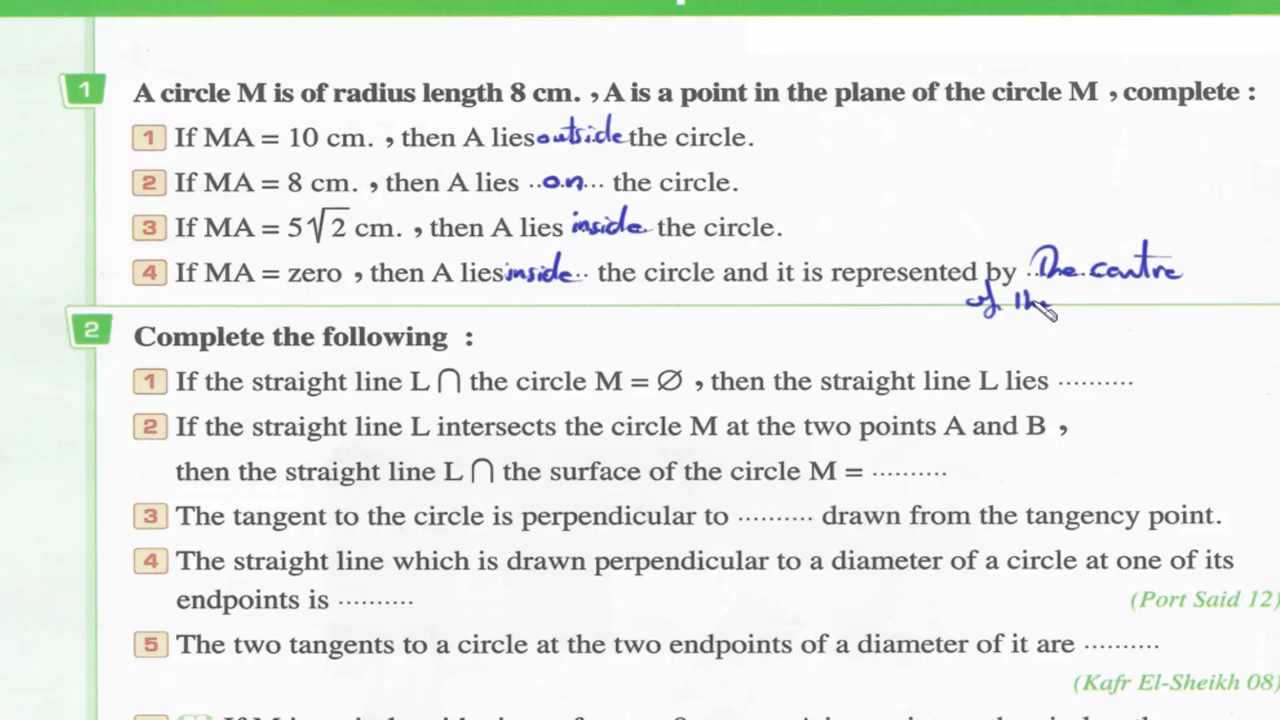 1 A circle M is of radius length 8 cm. , A is a point in the plane of the circle M , complete :
1 If MA = 10 cm. , then A lies outside the circle.
2 If MA = 8 cm. , then A lies ..on... the circle.
3 If MA = 5√2 cm. , then A lies inside the circle.
4 If MA = zero , then A lies inside.. the circle and it is represented by ..The centre
of the
2 Complete the following :
1 If the straight line L ⋂ the circle M = ∅ , then the straight line L lies ..........
2 If the straight line L intersects the circle M at the two points A and B ,
then the straight line L ⋂ the surface of the circle M = ..........
3 The tangent to the circle is perpendicular to .......... drawn from the tangency point.
4 The straight line which is drawn perpendicular to a diameter of a circle at one of its
endpoints is ..........
(Port Said 12)
5 The two tangents to a circle at the two endpoints of a diameter of it are ..........
(Kafr El-Sheikh 08)